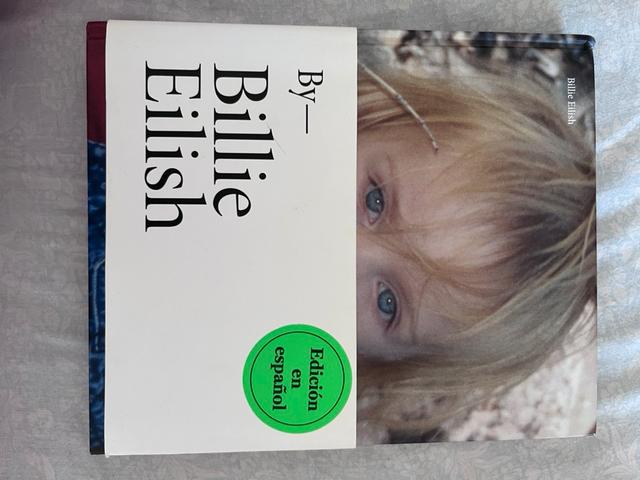 Billie Eilish
By—
Billie
Eilish
Edición
en
español